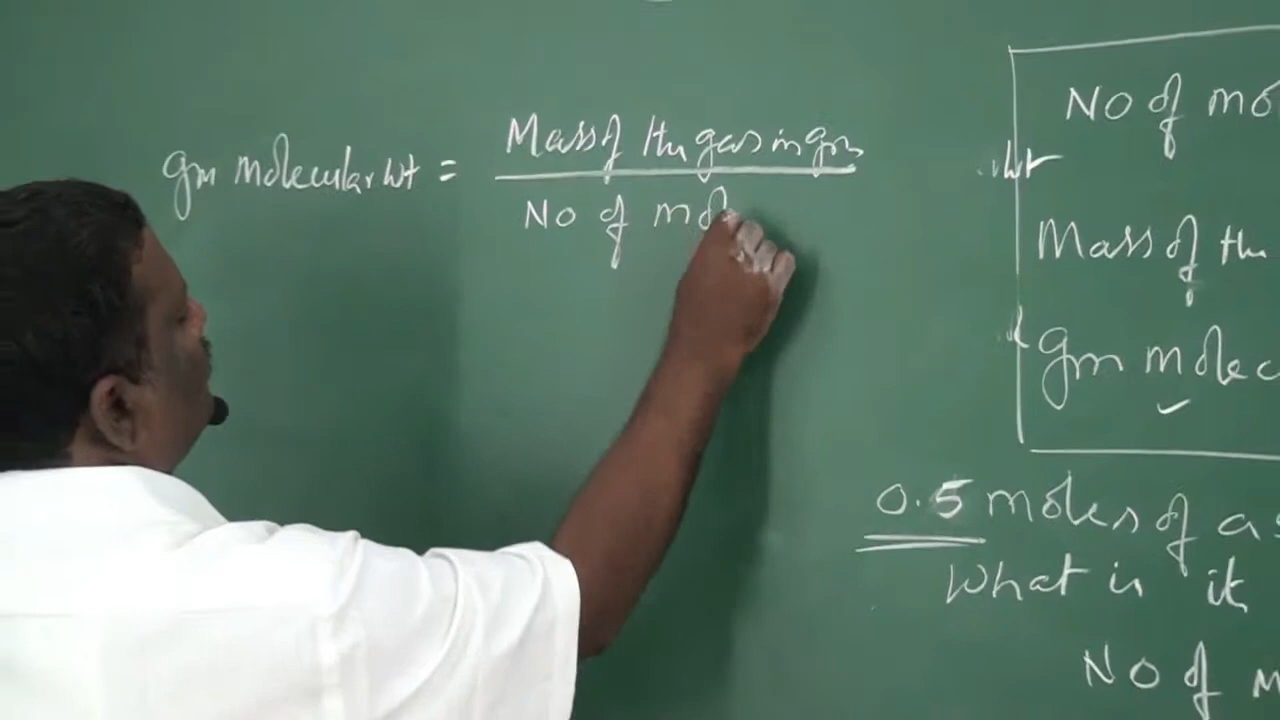 gm molecular wt = Mass of the gas in gm
No of mo
No of mo
wt
Mass of the
gm molec
0.5 moles of a
What is it
No of m